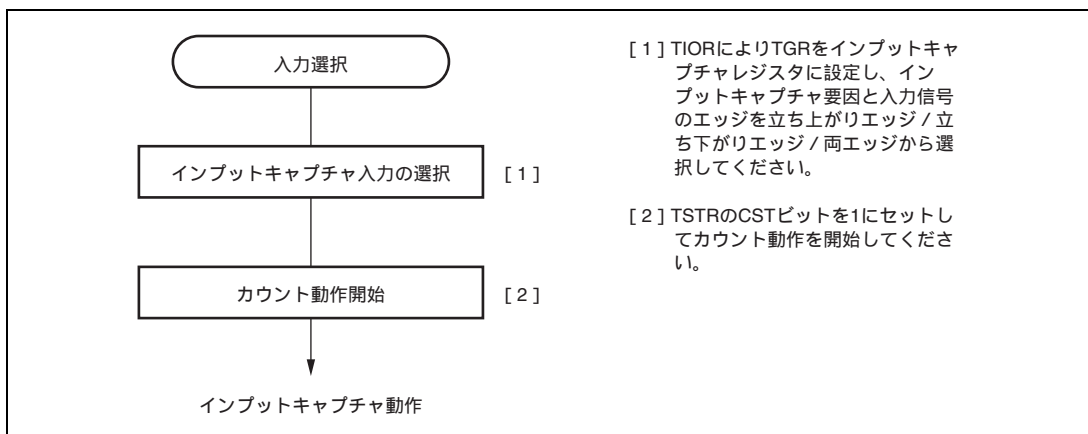 入力選択
インプットキャプチャ入力の選択 [1]
カウント動作開始 [2]
インプットキャプチャ動作
[1] TIORによりTGRをインプットキャ
プチャレジスタに設定し、イン
プットキャプチャ要因と入力信号
のエッジを立ち上がりエッジ/立
ち下がりエッジ/両エッジから選
択してください。
[2] TSTRのCSTビットを1にセットし
てカウント動作を開始してくださ
い。